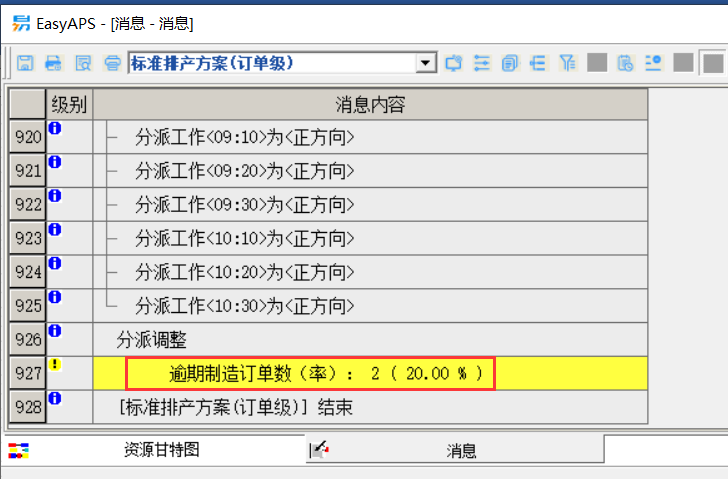 EasyAPS - [消息 - 消息]
标准排产方案(订单级)
级别 消息内容
920 分派工作<09:10>为<正方向>
921 分派工作<09:20>为<正方向>
922 分派工作<09:30>为<正方向>
923 分派工作<10:10>为<正方向>
924 分派工作<10:20>为<正方向>
925 分派工作<10:30>为<正方向>
926 分派调整
927 逾期制造订单数（率）： 2 ( 20.00 % )
928 [标准排产方案(订单级)] 结束
资源甘特图 消息